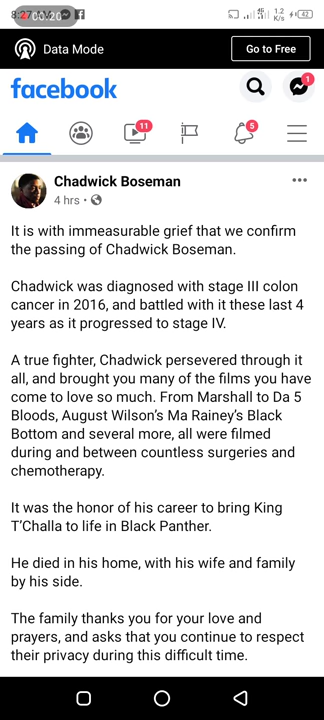 00:20
42
Data Mode
Go to Free
facebook
1
11
5
Chadwick Boseman
4 hrs
It is with immeasurable grief that we confirm
the passing of Chadwick Boseman.
Chadwick was diagnosed with stage III colon
cancer in 2016, and battled with it these last 4
years as it progressed to stage IV.
A true fighter, Chadwick persevered through it
all, and brought you many of the films you have
come to love so much. From Marshall to Da 5
Bloods, August Wilson's Ma Rainey's Black
Bottom and several more, all were filmed
during and between countless surgeries and
chemotherapy.
It was the honor of his career to bring King
T'Challa to life in Black Panther.
He died in his home, with his wife and family
by his side.
The family thanks you for your love and
prayers, and asks that you continue to respect
their privacy during this difficult time.